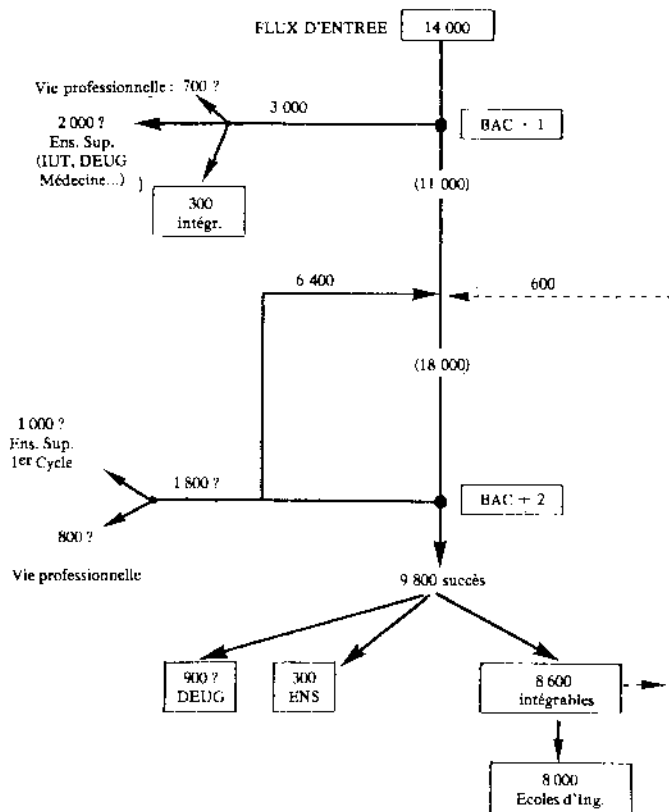 FLUX D'ENTREE 14 000
Vie professionnelle : 700 ?
3 000
2 000 ?
Ens. Sup.
(IUT, DEUG
Médecine...)
)
BAC + 1
300
intégr.
(11 000)
6 400
600
(18 000)
1 000 ?
Ens. Sup.
1er Cycle
1 800 ?
BAC + 2
800 ?
Vie professionnelle
9 800 succès
900 ?
DEUG
300
ENS
8 600
intégrables
8 000
Ecoles d'Ing.